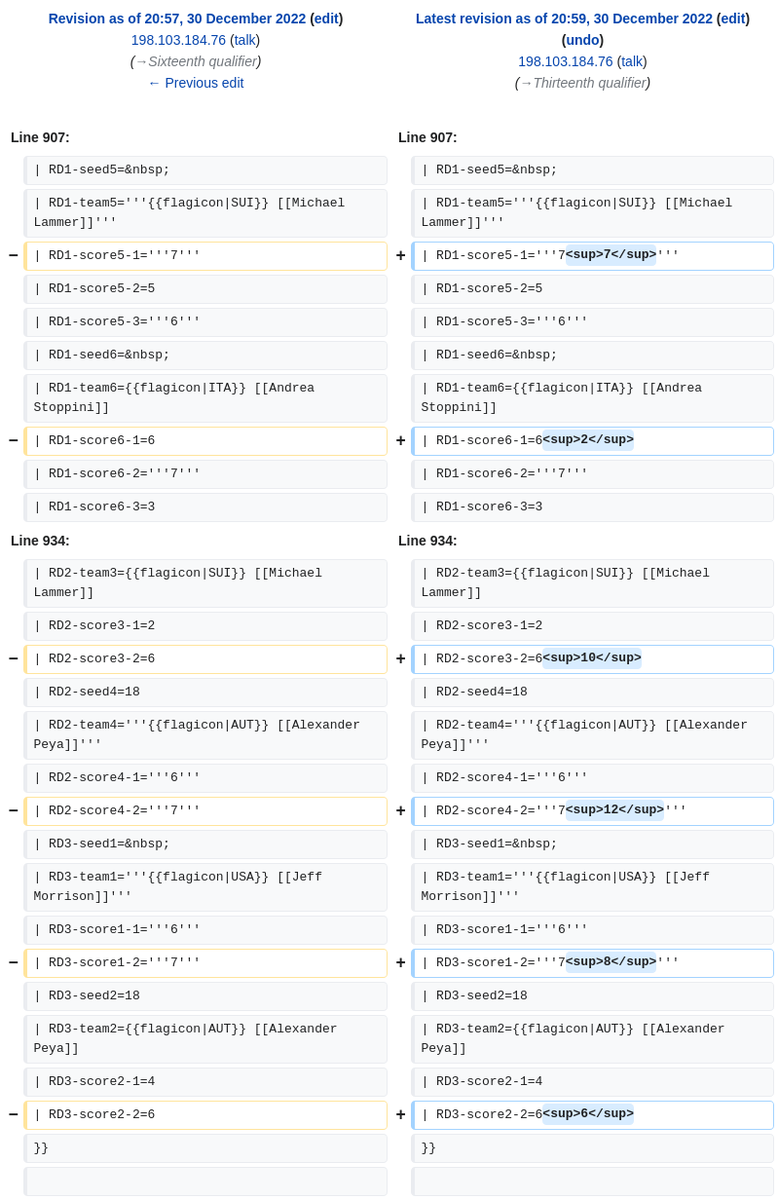 Revision as of 20:57, 30 December 2022 (edit)
198.103.184.76 (talk)
(→Sixteenth qualifier)
← Previous edit
Latest revision as of 20:59, 30 December 2022 (edit)
(undo)
198.103.184.76 (talk)
(→Thirteenth qualifier)
Line 907:
Line 907:
| RD1-seed5=&nbsp;
| RD1-seed5=&nbsp;
| RD1-team5='''{{flagicon|SUI}} [[Michael
Lammer]]'''
| RD1-team5='''{{flagicon|SUI}} [[Michael
Lammer]]'''
− | RD1-score5-1='''7'''
+ | RD1-score5-1='''7<sup>7</sup>'''
| RD1-score5-2=5
| RD1-score5-2=5
| RD1-score5-3='''6'''
| RD1-score5-3='''6'''
| RD1-seed6=&nbsp;
| RD1-seed6=&nbsp;
| RD1-team6={{flagicon|ITA}} [[Andrea
Stoppini]]
| RD1-team6={{flagicon|ITA}} [[Andrea
Stoppini]]
− | RD1-score6-1=6
+ | RD1-score6-1=6<sup>2</sup>
| RD1-score6-2='''7'''
| RD1-score6-2='''7'''
| RD1-score6-3=3
| RD1-score6-3=3
Line 934:
Line 934:
| RD2-team3={{flagicon|SUI}} [[Michael
Lammer]]
| RD2-team3={{flagicon|SUI}} [[Michael
Lammer]]
| RD2-score3-1=2
| RD2-score3-1=2
− | RD2-score3-2=6
+ | RD2-score3-2=6<sup>10</sup>
| RD2-seed4=18
| RD2-seed4=18
| RD2-team4='''{{flagicon|AUT}} [[Alexander
Peya]]'''
| RD2-team4='''{{flagicon|AUT}} [[Alexander
Peya]]'''
| RD2-score4-1='''6'''
| RD2-score4-1='''6'''
− | RD2-score4-2='''7'''
+ | RD2-score4-2='''7<sup>12</sup>'''
| RD3-seed1=&nbsp;
| RD3-seed1=&nbsp;
| RD3-team1='''{{flagicon|USA}} [[Jeff
Morrison]]'''
| RD3-team1='''{{flagicon|USA}} [[Jeff
Morrison]]'''
| RD3-score1-1='''6'''
| RD3-score1-1='''6'''
− | RD3-score1-2='''7'''
+ | RD3-score1-2='''7<sup>8</sup>'''
| RD3-seed2=18
| RD3-seed2=18
| RD3-team2={{flagicon|AUT}} [[Alexander
Peya]]
| RD3-team2={{flagicon|AUT}} [[Alexander
Peya]]
| RD3-score2-1=4
| RD3-score2-1=4
− | RD3-score2-2=6
+ | RD3-score2-2=6<sup>6</sup>
}}
}}